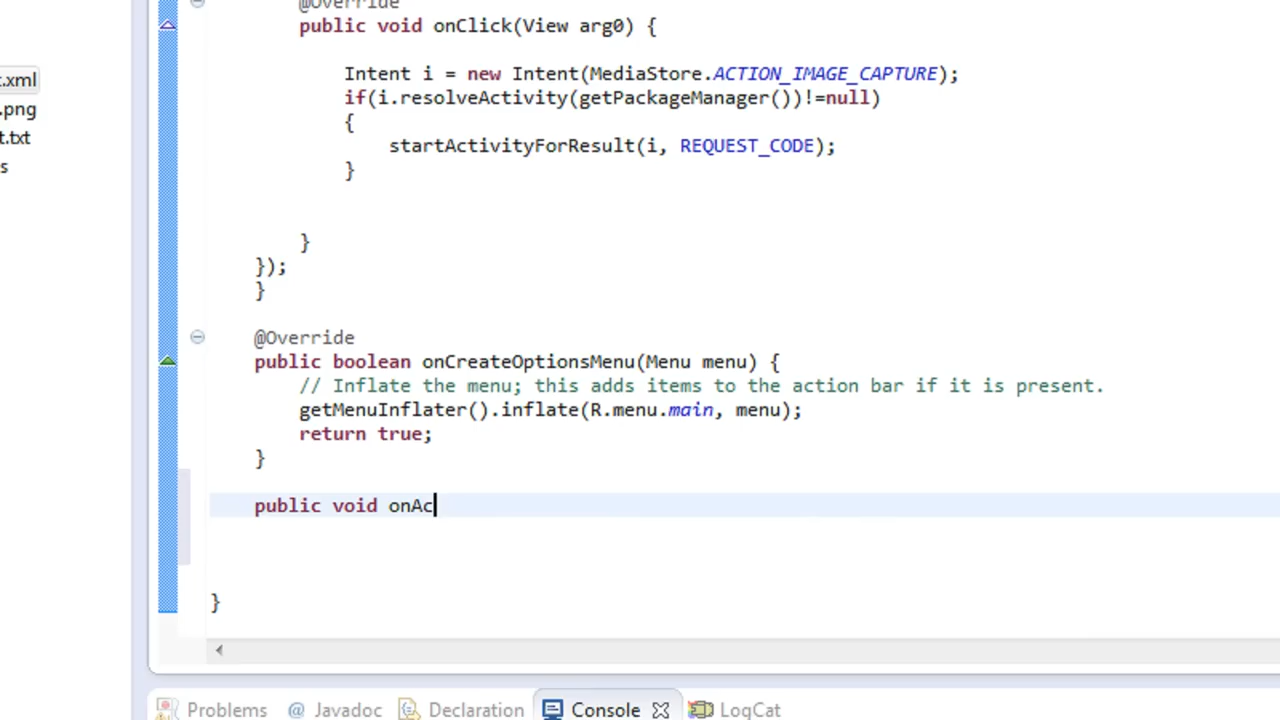 @Override
public void onClick(View arg0) {
Intent i = new Intent(MediaStore.ACTION_IMAGE_CAPTURE);
if(i.resolveActivity(getPackageManager())!=null)
{
startActivityForResult(i, REQUEST_CODE);
}
}
});
}
@Override
public boolean onCreateOptionsMenu(Menu menu) {
// Inflate the menu; this adds items to the action bar if it is present.
getMenuInflater().inflate(R.menu.main, menu);
return true;
}
public void onAc
}
.xml
.png
t.txt
s
Problems @ Javadoc Declaration Console LogCat